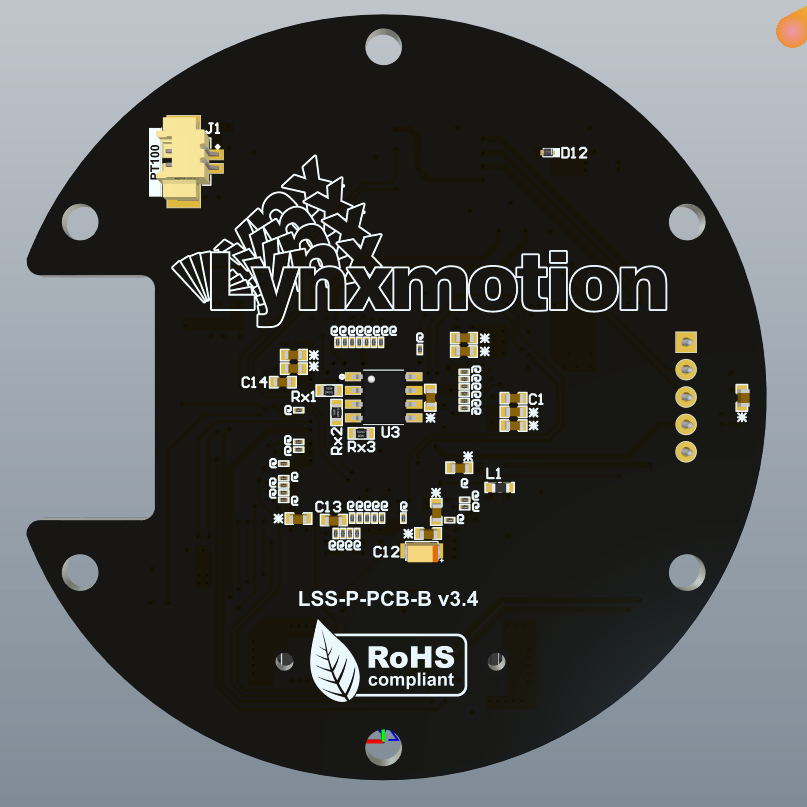 J1
PT100
D12
Lynxmotion
@@@@@@@@
@
*
*
*
*
C14
Rx1
@
@
@
@
@
@
C1
*
*
*
*
@
Rx2
U3
Rx3
@
@
@
*
@
@
@
L1
@
*
@
@
*
C13
@@@@@
@
@
@@@@
*
C12
LSS-P-PCB-B v3.4
RoHS
compliant